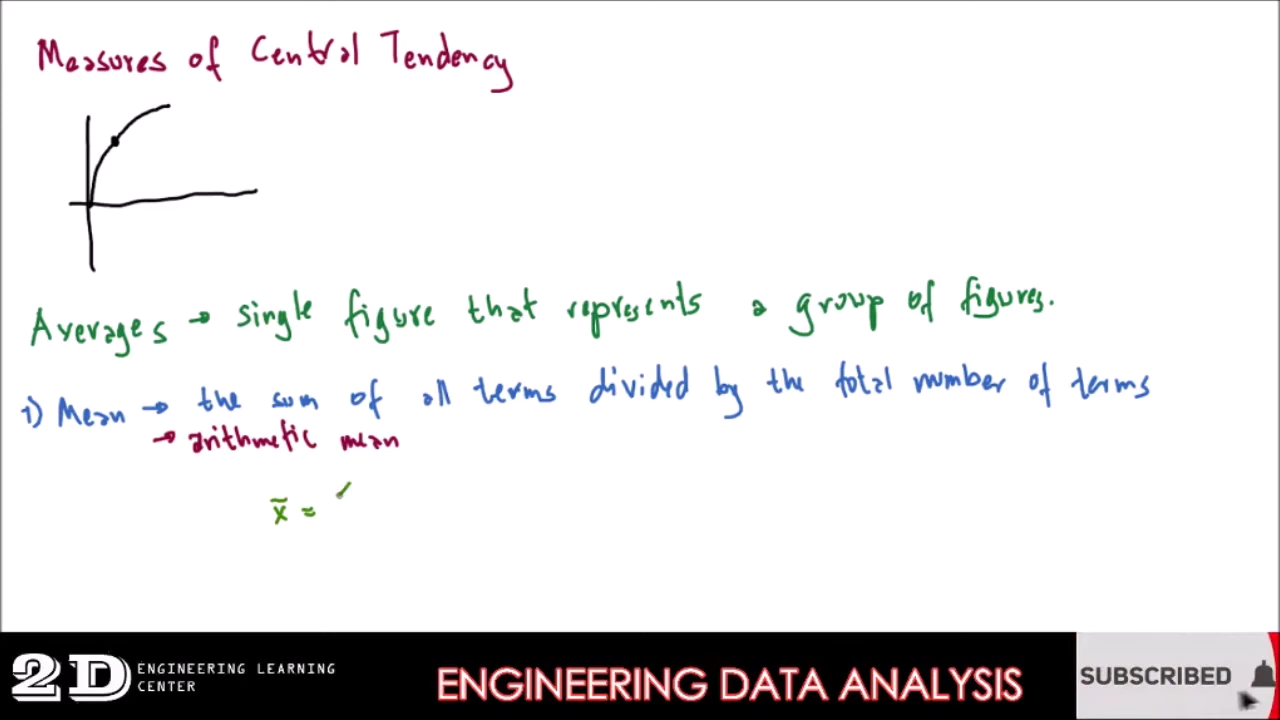 Measures of Central Tendency
Averages → single figure that represents a group of figures.
1) Mean → the sum of all terms divided by the total number of terms
→ arithmetic mean
x̄ =
2D ENGINEERING LEARNING CENTER
ENGINEERING DATA ANALYSIS
SUBSCRIBED